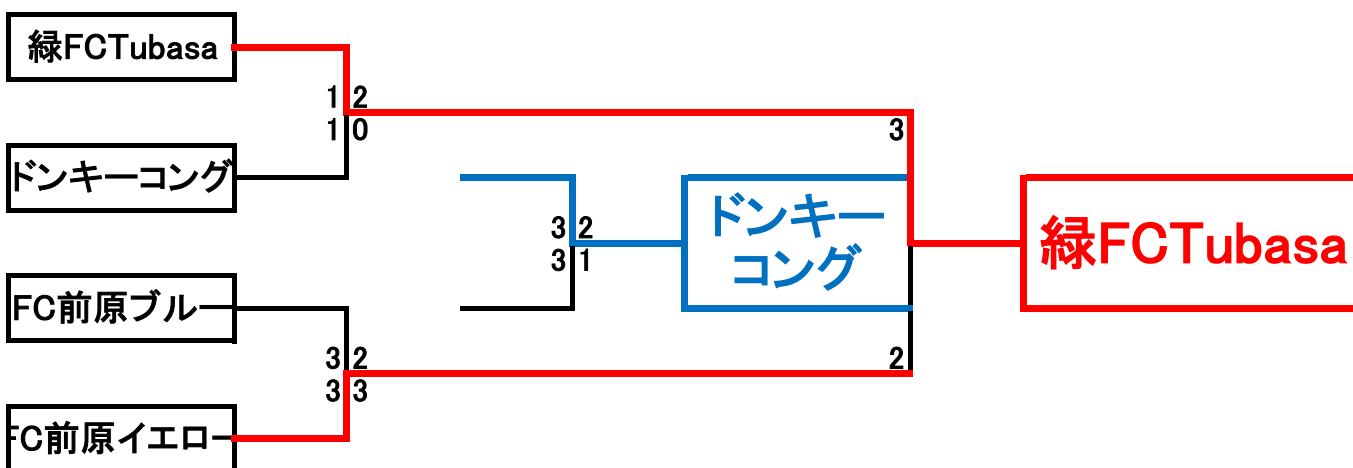 緑FCTubasa
1 2
1 0
3
ドンキーコング
3 2
3 1
ドンキー
コング
緑FCTubasa
FC前原ブルー
3 2
3 3
2
FC前原イエロー